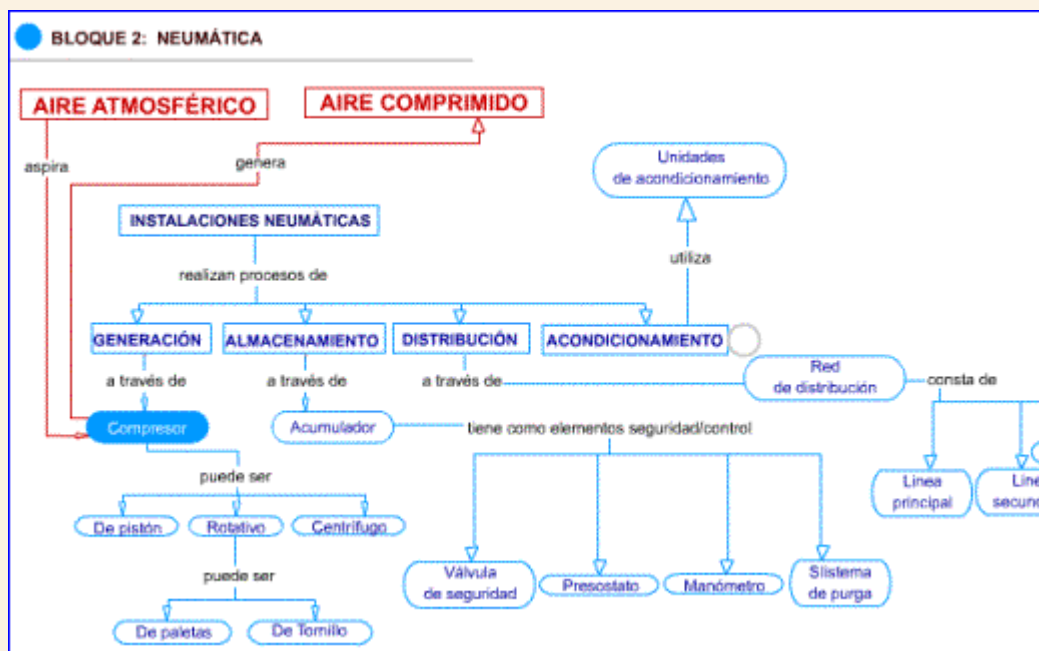 BLOQUE 2: NEUMÁTICA
AIRE ATMOSFÉRICO
AIRE COMPRIMIDO
aspira
genera
Unidades
de acondicionamiento
INSTALACIONES NEUMÁTICAS
utiliza
realizan procesos de
GENERACIÓN
ALMACENAMIENTO
DISTRIBUCIÓN
ACONDICIONAMIENTO
a través de
a través de
a través de
Red
de distribución
consta de
Compresor
Acumulador
tiene como elementos seguridad/control
puede ser
Linea
principal
De pistón
Rotativo
Centrífugo
puede ser
Válvula
de seguridad
Presostato
Manómetro
SIistema
de purga
De paletas
De Tornillo